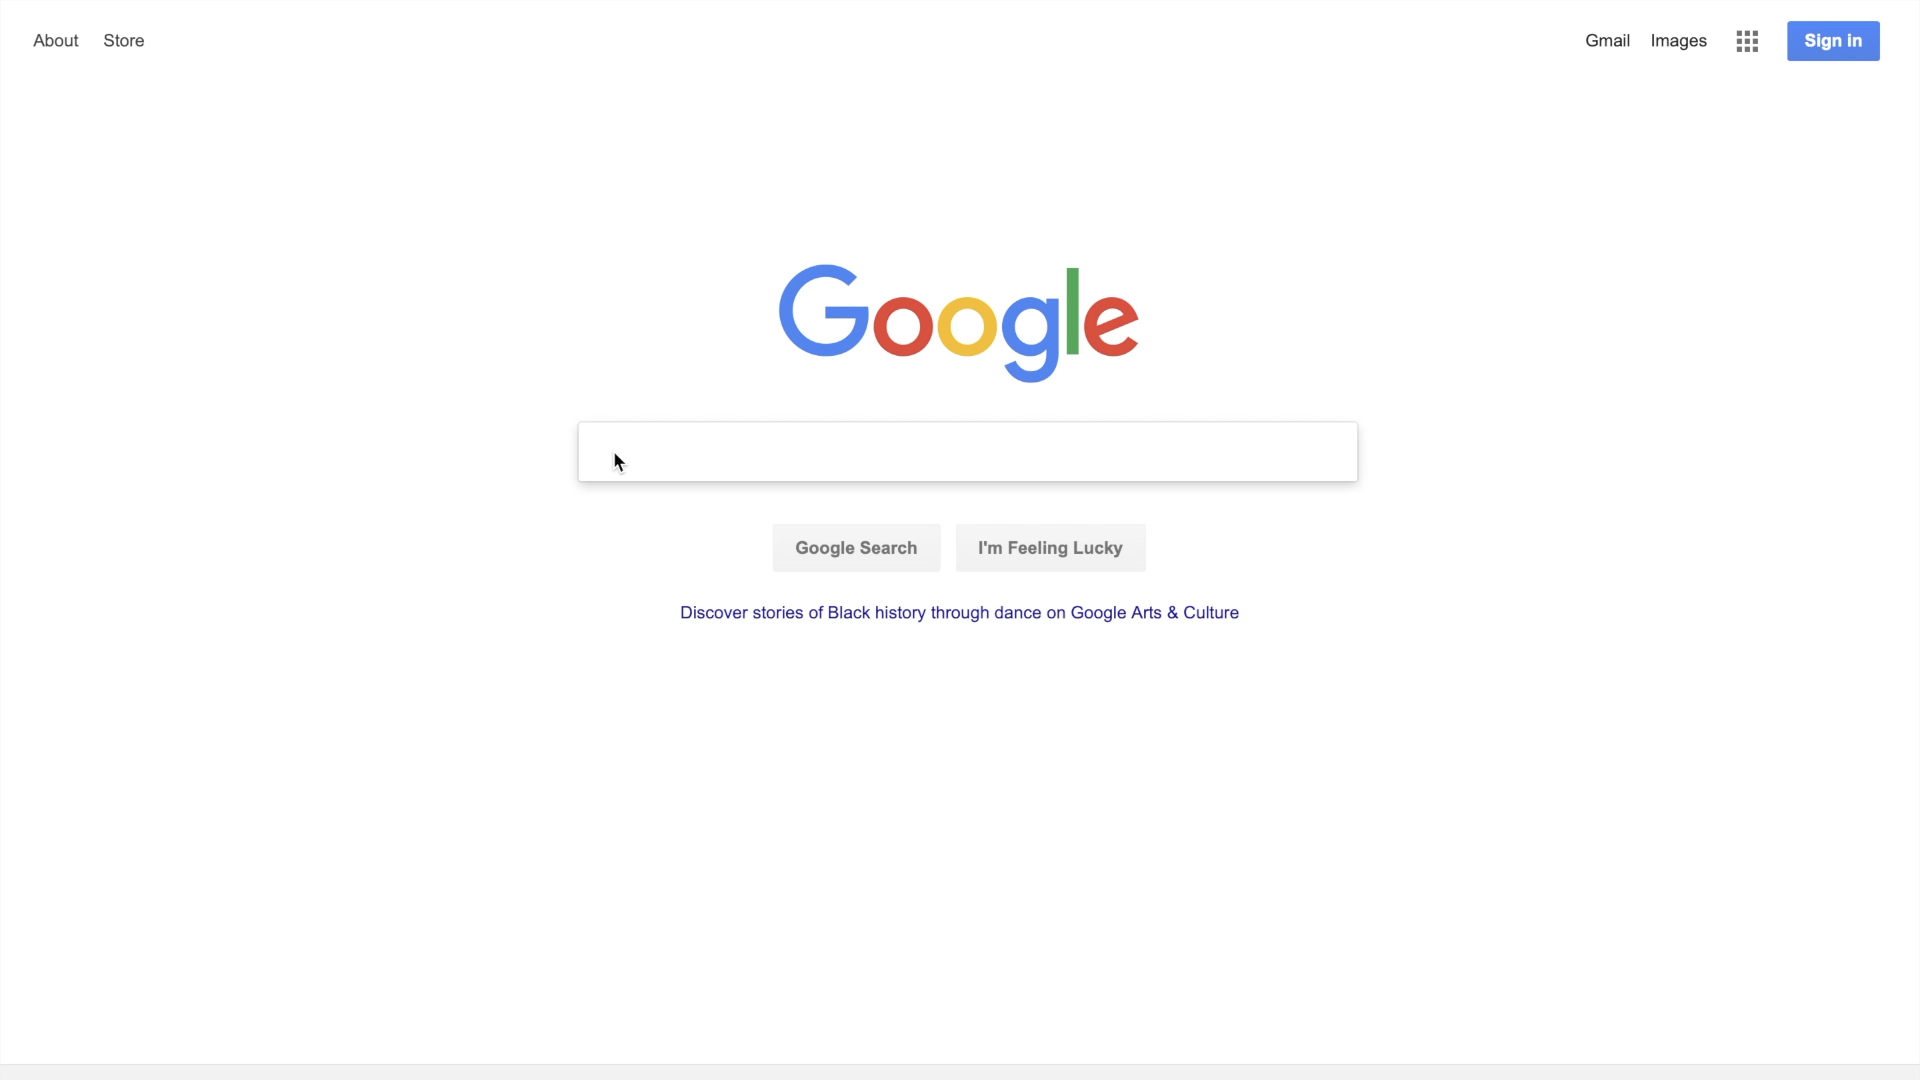 About Store Gmail Images Sign in
Google
Google Search I'm Feeling Lucky
Discover stories of Black history through dance on Google Arts & Culture